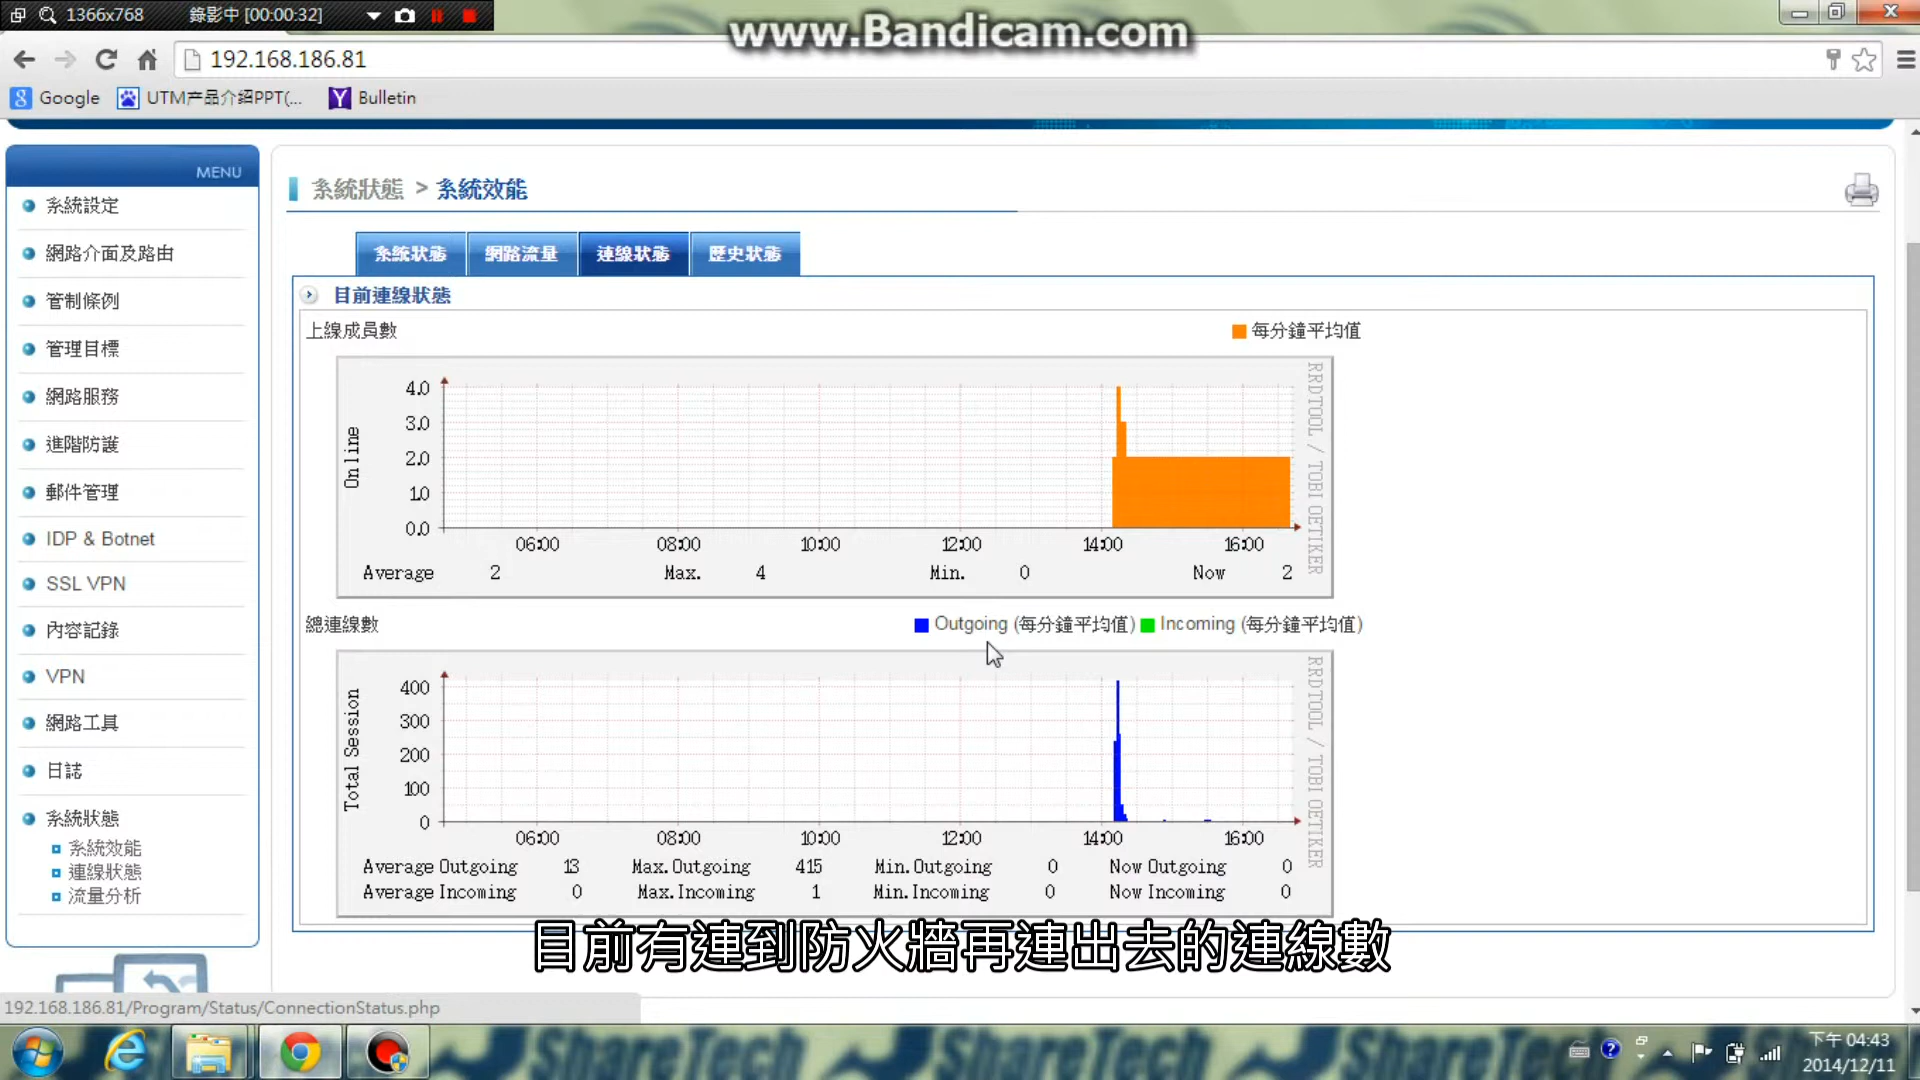 1366x768 錄影中 [00:00:32]
www.Bandicam.com
192.168.186.81
Google UTM产品介紹PPT(... Bulletin
MENU
系統設定
網路介面及路由
管制條例
管理目標
網路服務
進階防護
郵件管理
IDP & Botnet
SSL VPN
內容記錄
VPN
網路工具
日誌
系統狀態
系統效能
連線狀態
流量分析
系統狀態 > 系統效能
系統狀態 網路流量 連線狀態 歷史狀態
目前連線狀態
上線成員數 每分鐘平均值
Online
4.0
3.0
2.0
1.0
0.0
06:00 08:00 10:00 12:00 14:00 16:00
Average 2 Max. 4 Min. 0 Now 2
RRDTOOL / TOBI OETIKER
總連線數 Outgoing (每分鐘平均值) Incoming (每分鐘平均值)
Total Session
400
300
200
100
0
06:00 08:00 10:00 12:00 14:00 16:00
Average Outgoing 13 Max.Outgoing 415 Min.Outgoing 0 Now Outgoing 0
Average Incoming 0 Max.Incoming 1 Min.Incoming 0 Now Incoming 0
RRDTOOL / TOBI OETIKER
目前有連到防火牆再連出去的連線數
192.168.186.81/Program/Status/ConnectionStatus.php
ShareTech ShareTech ShareTec
下午 04:43
2014/12/11